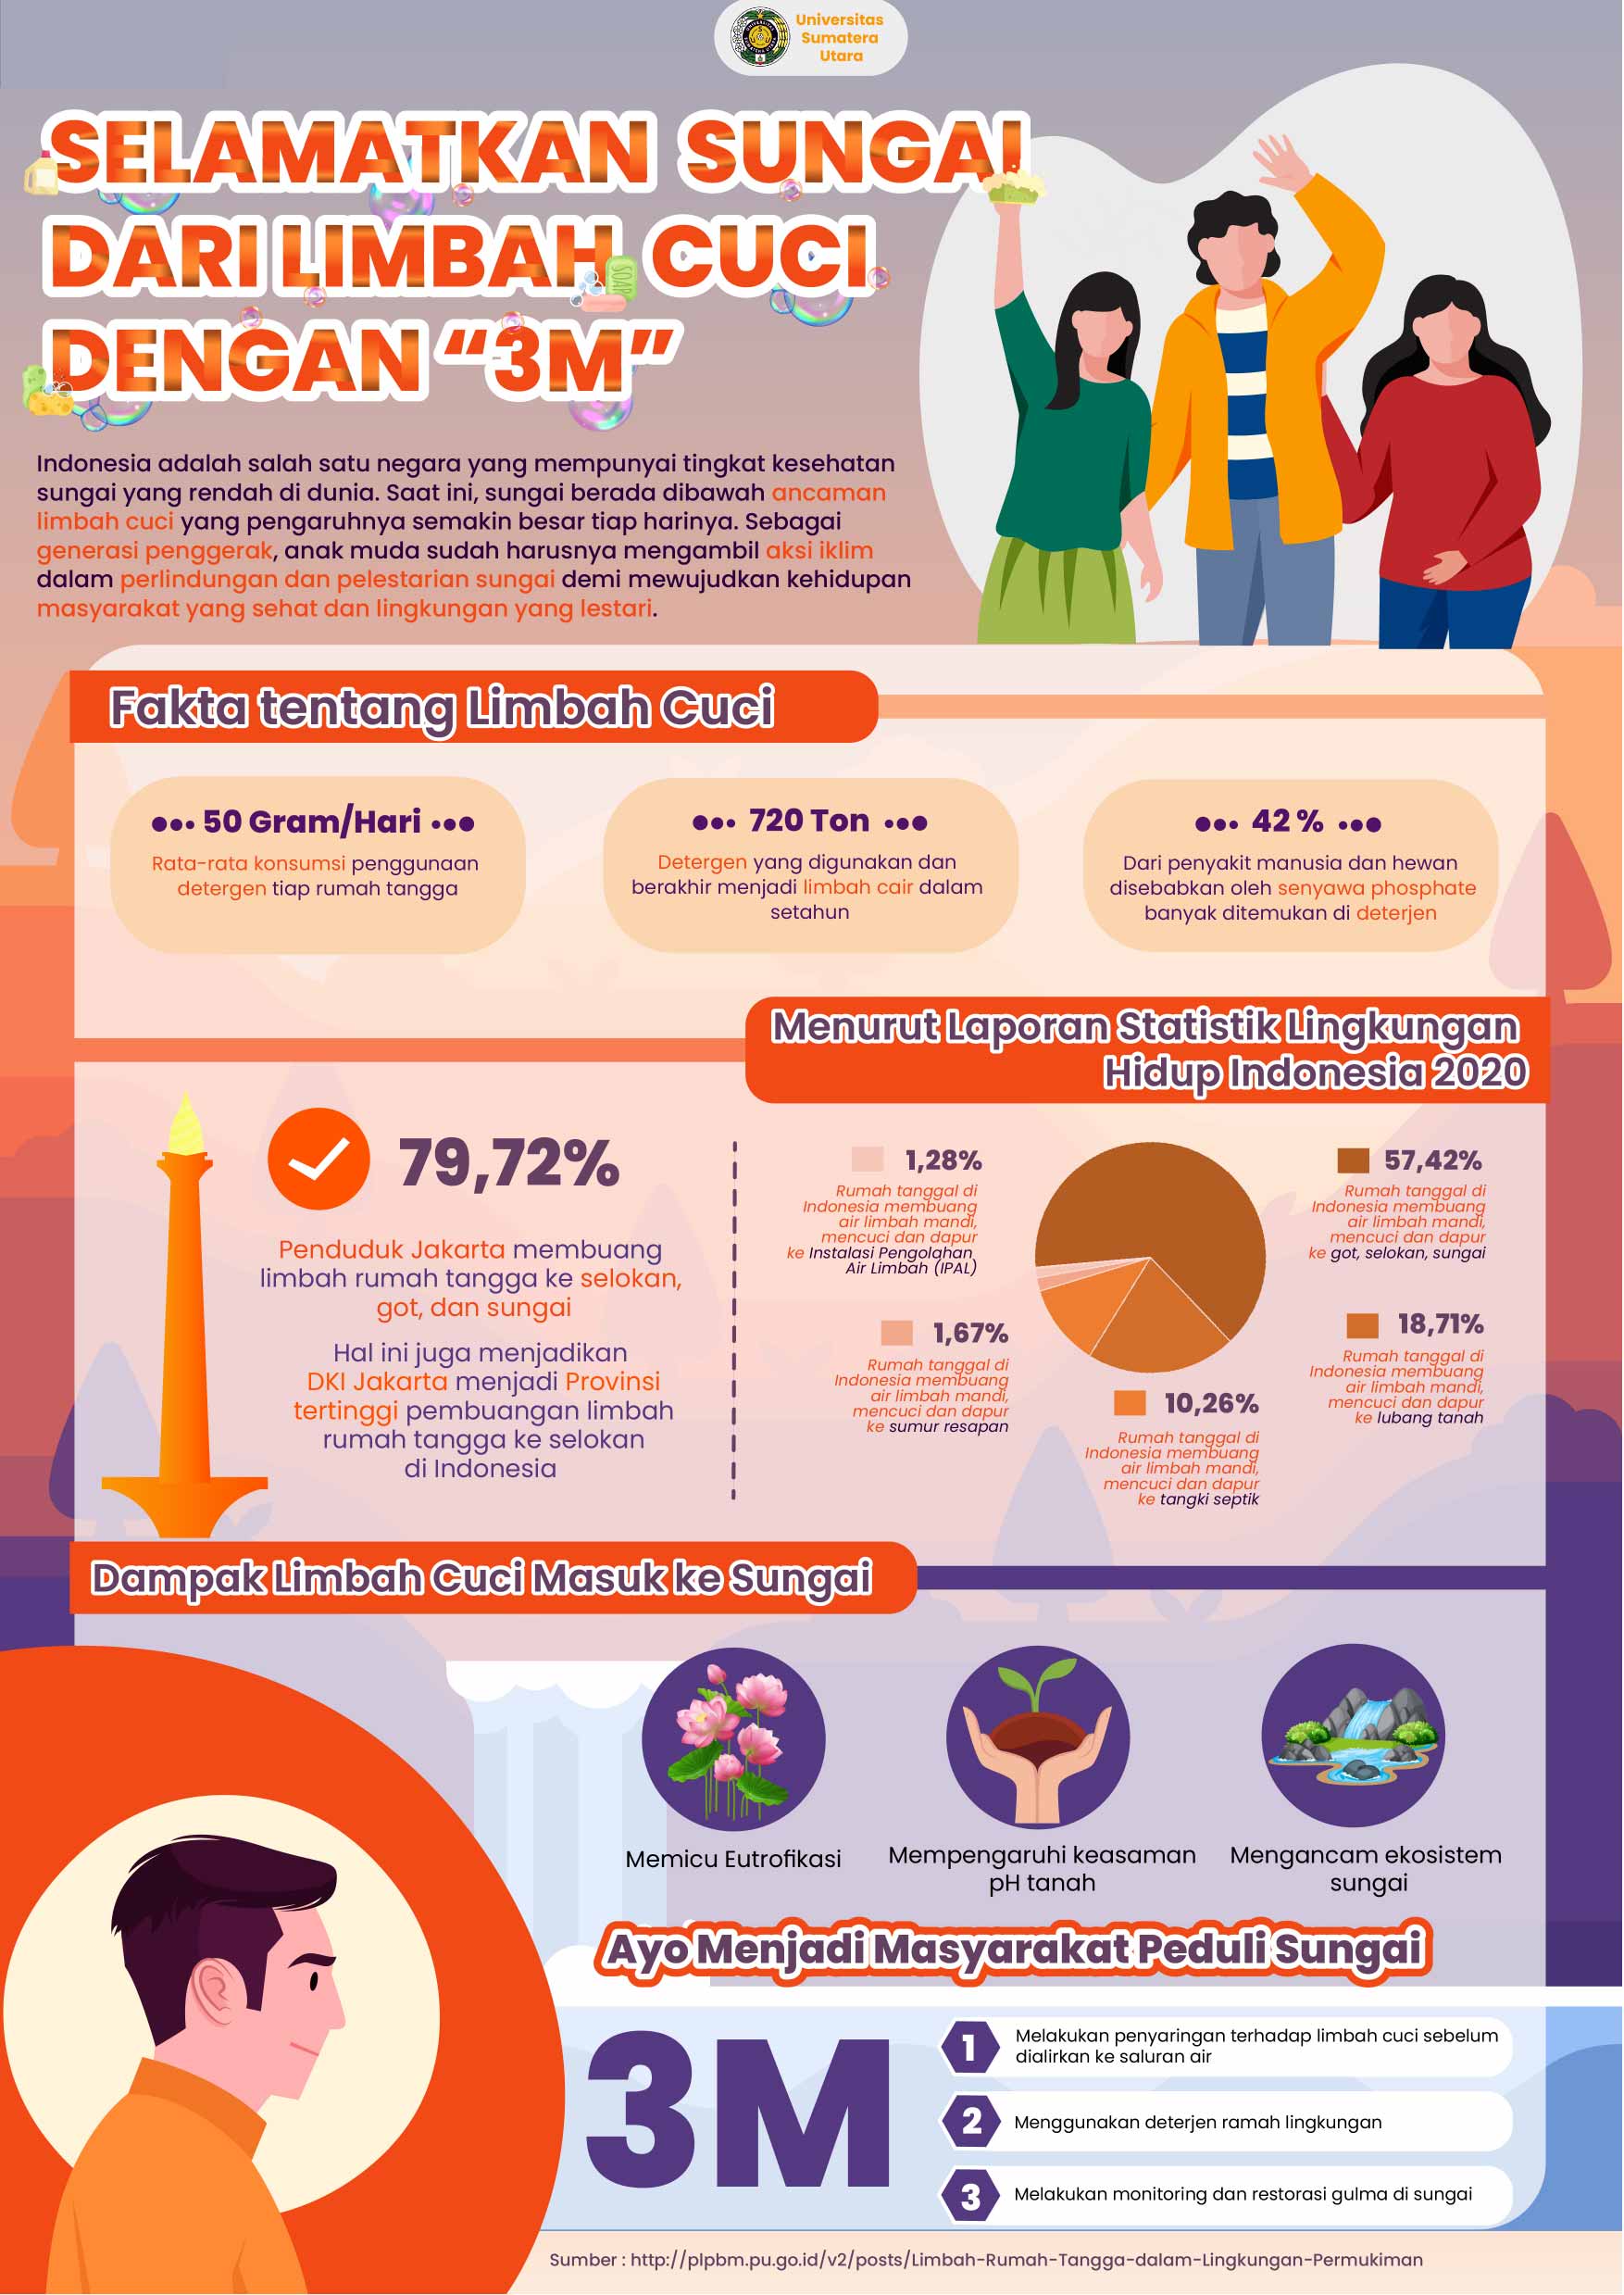 Universitas
Sumatera
Utara
SELAMATKAN SUNGAI
DARI LIMBAH CUCI
DENGAN “3M”
SOAP
Indonesia adalah salah satu negara yang mempunyai tingkat kesehatan
sungai yang rendah di dunia. Saat ini, sungai berada dibawah ancaman
limbah cuci yang pengaruhnya semakin besar tiap harinya. Sebagai
generasi penggerak, anak muda sudah harusnya mengambil aksi iklim
dalam perlindungan dan pelestarian sungai demi mewujudkan kehidupan
masyarakat yang sehat dan lingkungan yang lestari.
Fakta tentang Limbah Cuci
50 Gram/Hari
Rata-rata konsumsi penggunaan
detergen tiap rumah tangga
720 Ton
Detergen yang digunakan dan
berakhir menjadi limbah cair dalam
setahun
42 %
Dari penyakit manusia dan hewan
disebabkan oleh senyawa phosphate
banyak ditemukan di deterjen
Menurut Laporan Statistik Lingkungan
Hidup Indonesia 2020
79,72%
Penduduk Jakarta membuang
limbah rumah tangga ke selokan,
got, dan sungai
Hal ini juga menjadikan
DKI Jakarta menjadi Provinsi
tertinggi pembuangan limbah
rumah tangga ke selokan
di Indonesia
1,28%
Rumah tanggal di
Indonesia membuang
air limbah mandi,
mencuci dan dapur
ke Instalasi Pengolahan
Air Limbah (IPAL)
1,67%
Rumah tanggal di
Indonesia membuang
air limbah mandi,
mencuci dan dapur
ke sumur resapan
10,26%
Rumah tanggal di
Indonesia membuang
air limbah mandi,
mencuci dan dapur
ke tangki septik
57,42%
Rumah tanggal di
Indonesia membuang
air limbah mandi,
mencuci dan dapur
ke got, selokan, sungai
18,71%
Rumah tanggal di
Indonesia membuang
air limbah mandi,
mencuci dan dapur
ke lubang tanah
Dampak Limbah Cuci Masuk ke Sungai
Memicu Eutrofikasi
Mempengaruhi keasaman
pH tanah
Mengancam ekosistem
sungai
Ayo Menjadi Masyarakat Peduli Sungai
3M
1
Melakukan penyaringan terhadap limbah cuci sebelum
dialirkan ke saluran air
2
Menggunakan deterjen ramah lingkungan
3
Melakukan monitoring dan restorasi gulma di sungai
Sumber : http://plpbm.pu.go.id/v2/posts/Limbah-Rumah-Tangga-dalam-Lingkungan-Permukiman